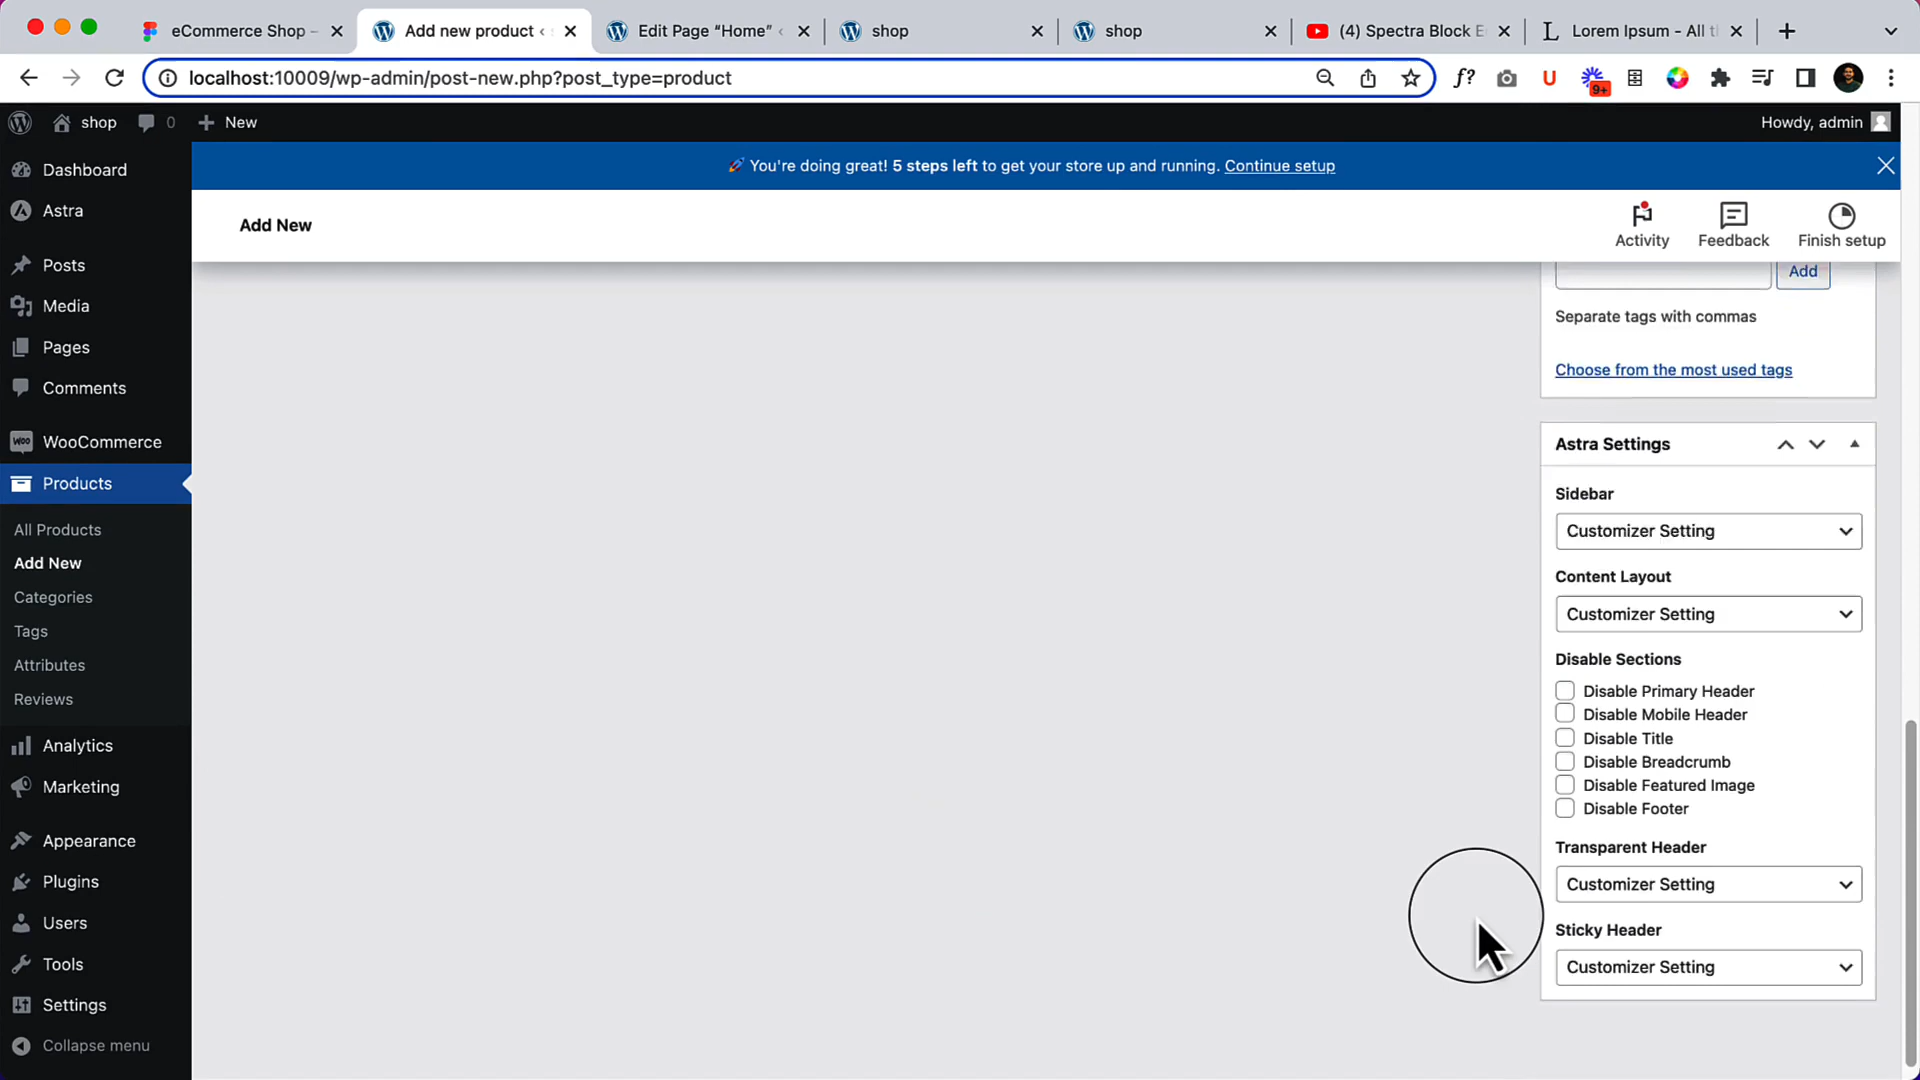 eCommerce Shop –
Add new product ‹ s
Edit Page “Home” ‹
shop
shop
(4) Spectra Block E
Lorem Ipsum - All t
localhost:10009/wp-admin/post-new.php?post_type=product
f?
U
9+
shop
0
New
Howdy, admin
🚀 You're doing great! 5 steps left to get your store up and running. Continue setup
Add New
Activity
Feedback
Finish setup
Dashboard
Astra
Posts
Media
Pages
Comments
WooCommerce
Products
All Products
Add New
Categories
Tags
Attributes
Reviews
Analytics
Marketing
Appearance
Plugins
Users
Tools
Settings
Collapse menu
Add
Separate tags with commas
Choose from the most used tags
Astra Settings
Sidebar
Customizer Setting
Content Layout
Customizer Setting
Disable Sections
Disable Primary Header
Disable Mobile Header
Disable Title
Disable Breadcrumb
Disable Featured Image
Disable Footer
Transparent Header
Customizer Setting
Sticky Header
Customizer Setting